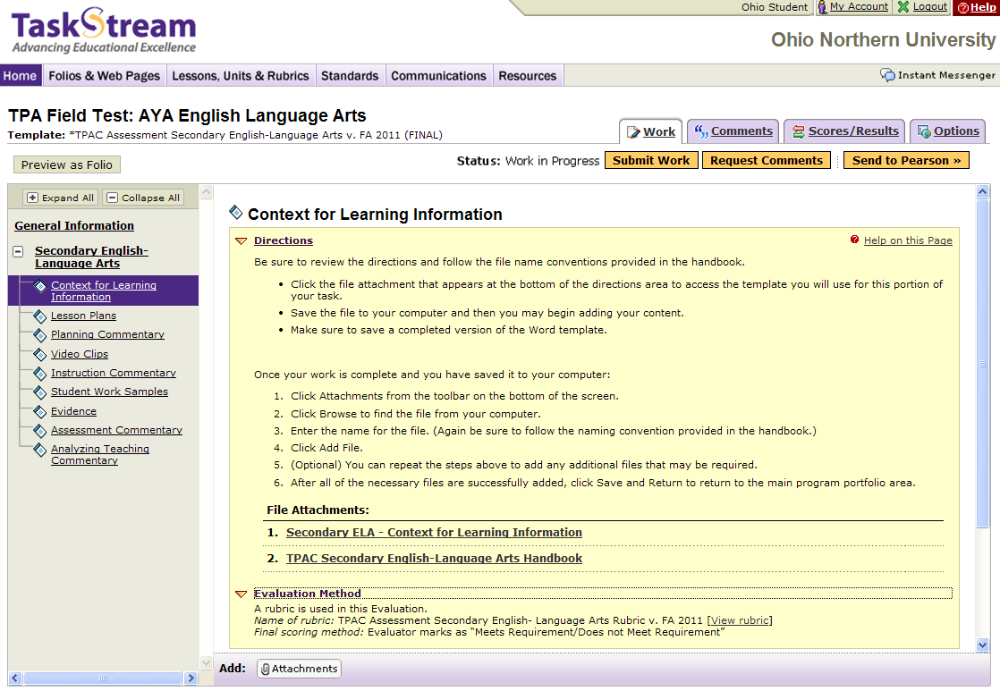 Ohio Student
My Account
Logout
Help
TaskStream
Advancing Educational Excellence
Ohio Northern University
Home
Folios & Web Pages
Lessons, Units & Rubrics
Standards
Communications
Resources
Instant Messenger
TPA Field Test: AYA English Language Arts
Template: *TPAC Assessment Secondary English-Language Arts v. FA 2011 (FINAL)
Work
Comments
Scores/Results
Options
Preview as Folio
Status: Work in Progress
Submit Work
Request Comments
Send to Pearson »
Expand All
Collapse All
General Information
Secondary English-
Language Arts
Context for Learning
Information
Lesson Plans
Planning Commentary
Video Clips
Instruction Commentary
Student Work Samples
Evidence
Assessment Commentary
Analyzing Teaching
Commentary
Context for Learning Information
Directions
Help on this Page
Be sure to review the directions and follow the file name conventions provided in the handbook.
• Click the file attachment that appears at the bottom of the directions area to access the template you will use for this portion of
your task.
• Save the file to your computer and then you may begin adding your content.
• Make sure to save a completed version of the Word template.
Once your work is complete and you have saved it to your computer:
1. Click Attachments from the toolbar on the bottom of the screen.
2. Click Browse to find the file from your computer.
3. Enter the name for the file. (Again be sure to follow the naming convention provided in the handbook.)
4. Click Add File.
5. (Optional) You can repeat the steps above to add any additional files that may be required.
6. After all of the necessary files are successfully added, click Save and Return to return to the main program portfolio area.
File Attachments:
1. Secondary ELA - Context for Learning Information
2. TPAC Secondary English-Language Arts Handbook
Evaluation Method
A rubric is used in this Evaluation.
Name of rubric: TPAC Assessment Secondary English- Language Arts Rubric v. FA 2011 [View rubric]
Final scoring method: Evaluator marks as “Meets Requirement/Does not Meet Requirement”
Add:
Attachments